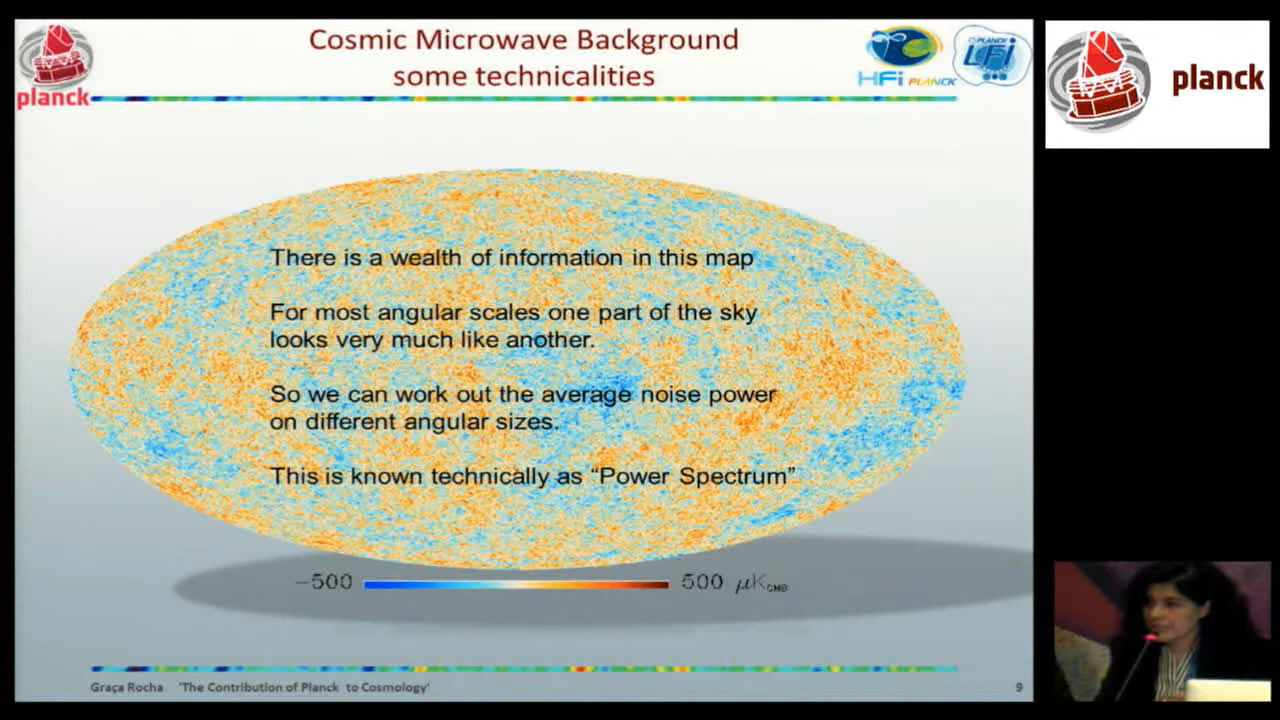 Cosmic Microwave Background
some technicalities
planck
HFi PLANCK
PLANCK
LFi
planck
There is a wealth of information in this map
For most angular scales one part of the sky
looks very much like another.
So we can work out the average noise power
on different angular sizes.
This is known technically as “Power Spectrum”
−500
500 μKCMB
Graça Rocha 'The Contribution of Planck to Cosmology'
9